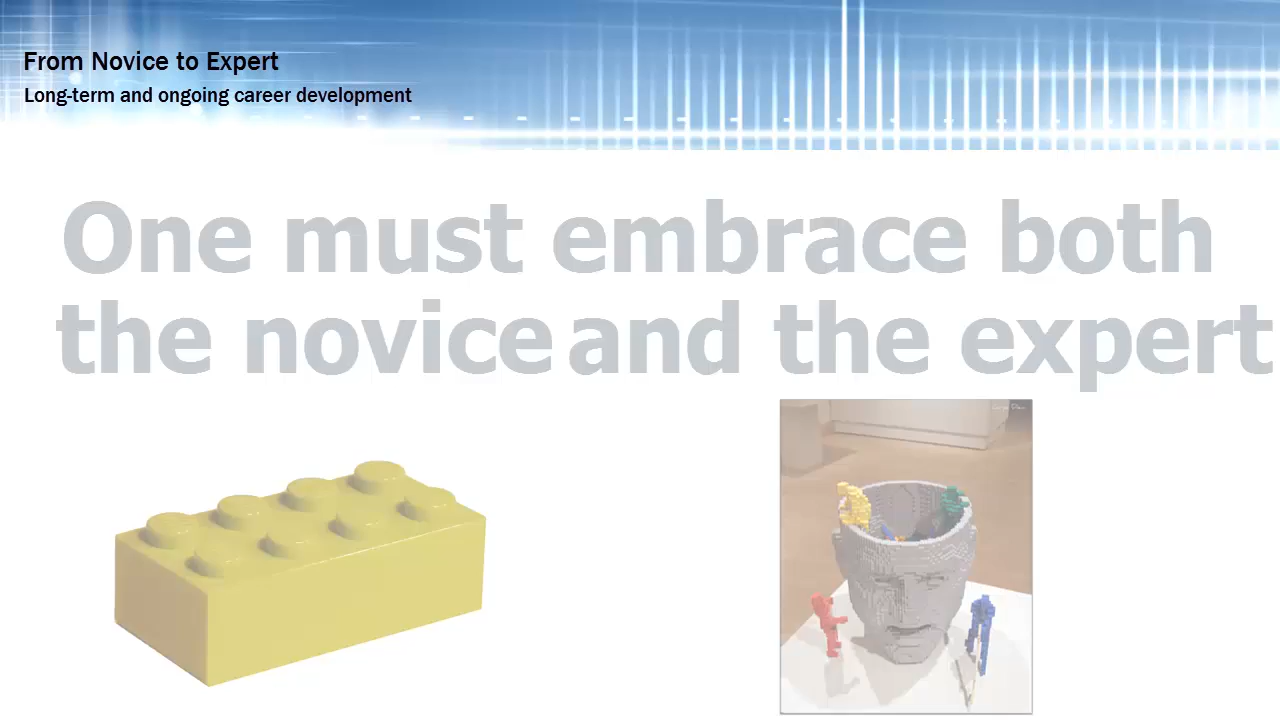 From Novice to Expert
Long-term and ongoing career development
One must embrace both
the novice and the expert